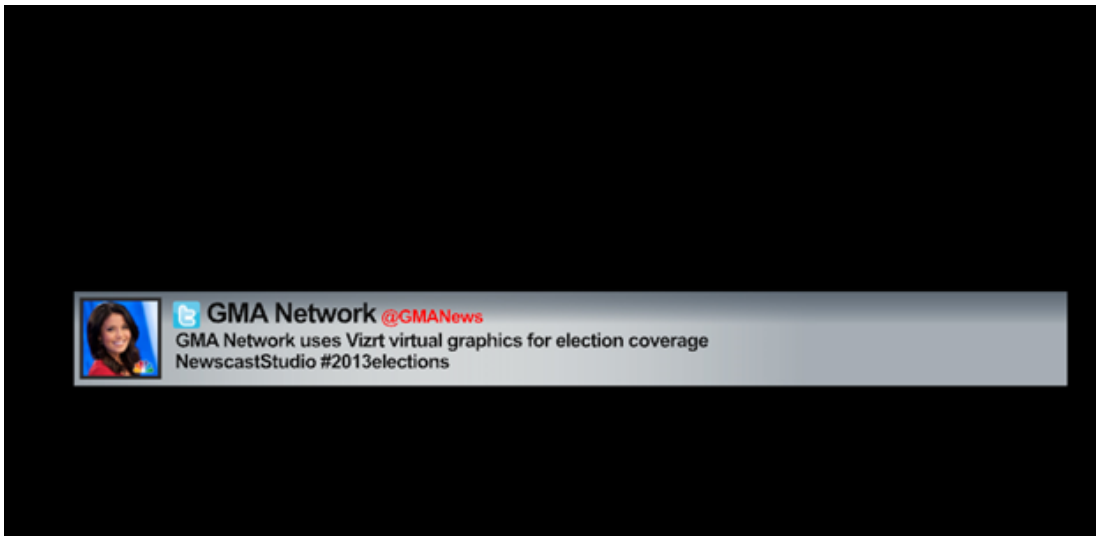 GMA Network @GMANews
GMA Network uses Vizrt virtual graphics for election coverage
NewscastStudio #2013elections